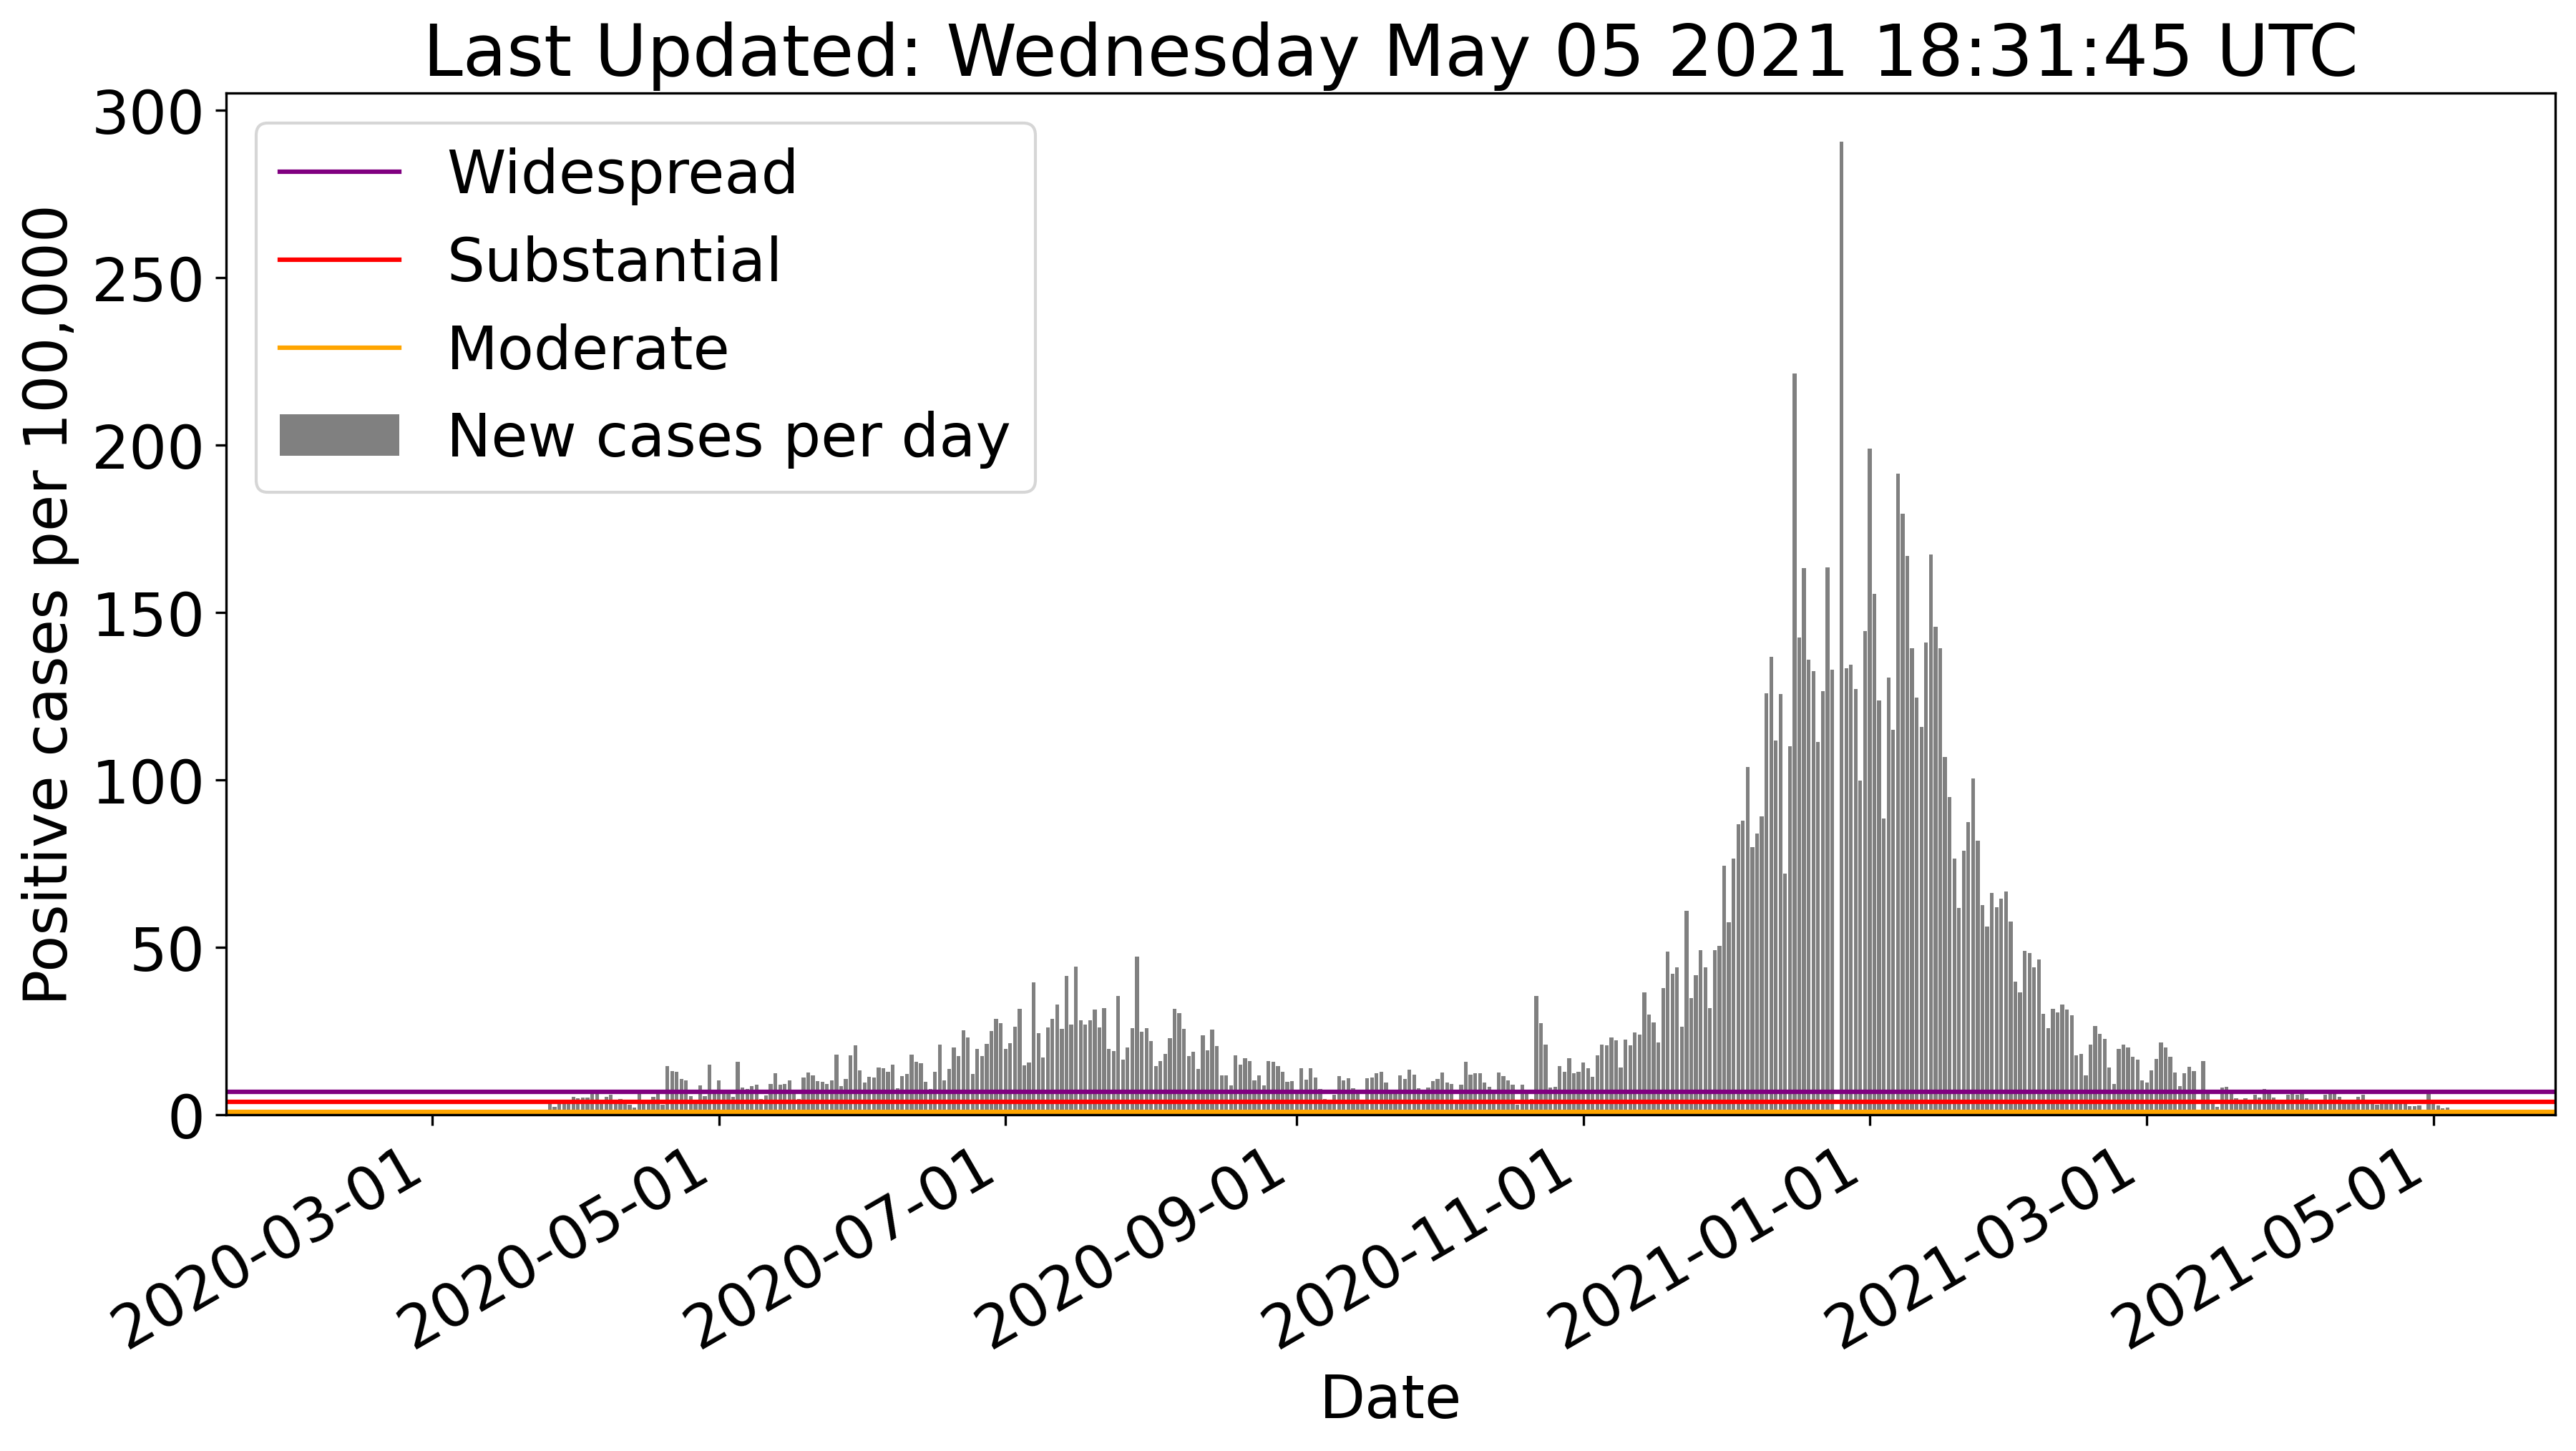 Last Updated: Wednesday May 05 2021 18:31:45 UTC
Positive cases per 100,000
300
250
200
150
100
50
0
Widespread
Substantial
Moderate
New cases per day
2020-03-01
2020-05-01
2020-07-01
2020-09-01
2020-11-01
2021-01-01
2021-03-01
2021-05-01
Date